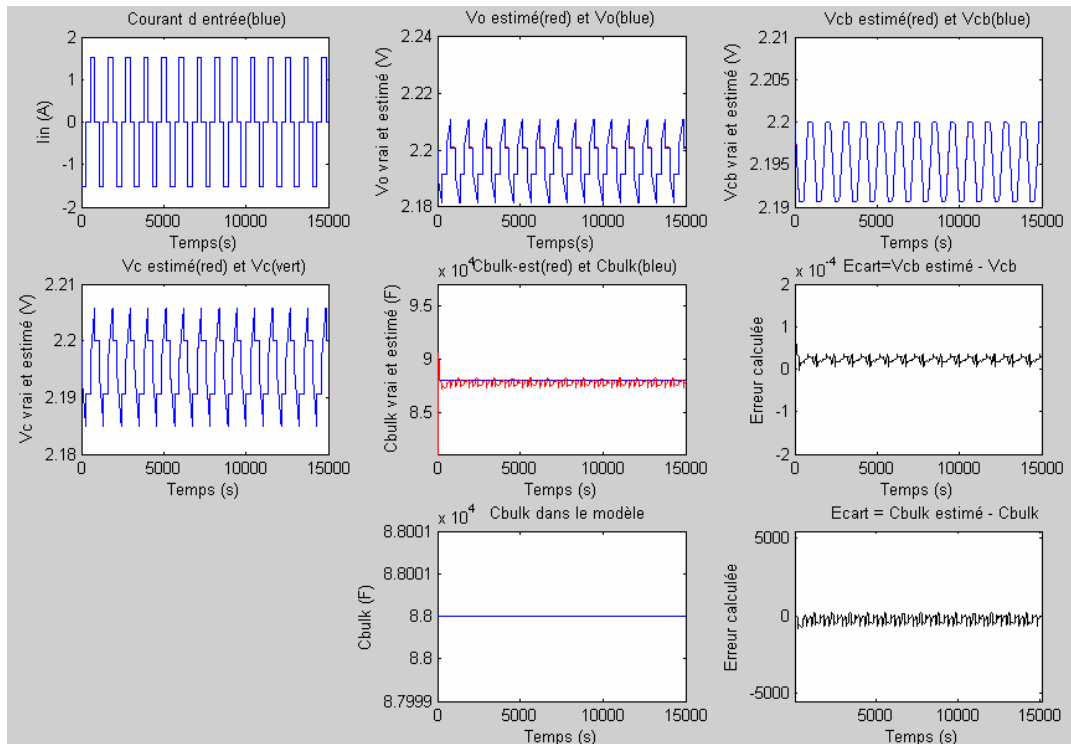 Courant d entrée(blue)
Iin (A)
2
1
0
-1
-2
0
5000
10000
15000
Temps(s)
Vo estimé(red) et Vo(blue)
Vo vrai et estimé (V)
2.24
2.22
2.20
2.18
0
5000
10000
15000
Temps(s)
Vcb estimé(red) et Vcb(blue)
Vcb vrai et estimé (V)
2.21
2.205
2.2
2.195
2.19
0
5000
10000
15000
Temps (s)
Vc estimé(red) et Vc(vert)
Vc vrai et estimé (V)
2.21
2.2
2.19
2.18
0
5000
10000
15000
Temps (s)
x 10⁴
Cbulk-est(red) et Cbulk(bleu)
Cbulk vrai et estimé (F)
9.5
9
8.5
0
5000
10000
15000
Temps (s)
x 10⁻⁴
Ecart=Vcb estimé - Vcb
Erreur calculée
2
1
0
-1
-2
0
5000
10000
15000
Temps (s)
x 10⁴
Cbulk dans le modèle
Cbulk (F)
8.8001
8.8001
8.8
8.8
8.7999
0
5000
10000
15000
Temps (s)
Ecart = Cbulk estimé - Cbulk
Erreur calculée
5000
0
-5000
5000
10000
15000
Temps (s)